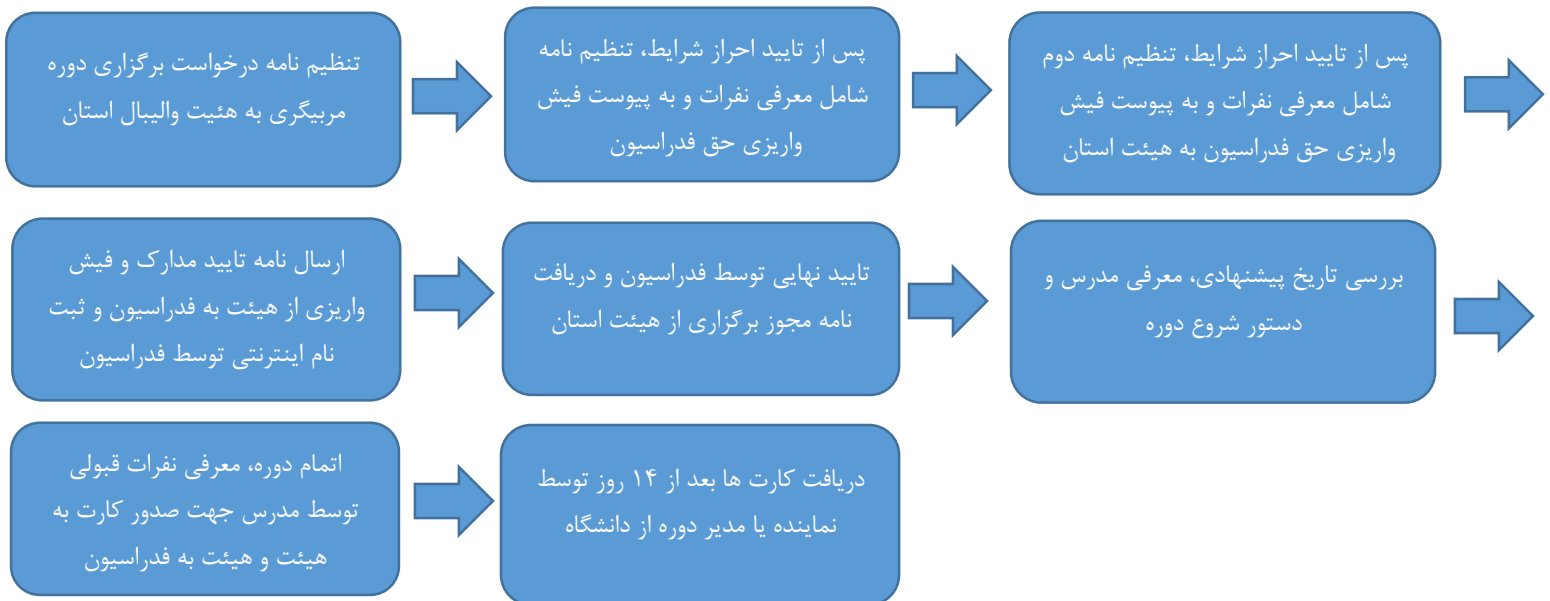 تنظیم نامه درخواست برگزاری دوره
مربیگری به هئیت والیبال استان
پس از تایید احراز شرایط، تنظیم نامه
شامل معرفی نفرات و به پیوست فیش
واریزی حق فدراسیون
پس از تایید احراز شرایط، تنظیم نامه دوم
شامل معرفی نفرات و به پیوست فیش
واریزی حق فدراسیون به هیئت استان
ارسال نامه تایید مدارک و فیش
واریزی از هیئت به فدراسیون و ثبت
نام اینترنتی توسط فدراسیون
تایید نهایی توسط فدراسیون و دریافت
نامه مجوز برگزاری از هیئت استان
بررسی تاریخ پیشنهادی، معرفی مدرس و
دستور شروع دوره
اتمام دوره، معرفی نفرات قبولی
توسط مدرس جهت صدور کارت به
هیئت و هیئت به فدراسیون
دریافت کارت ها بعد از ۱۴ روز توسط
نماینده یا مدیر دوره از دانشگاه